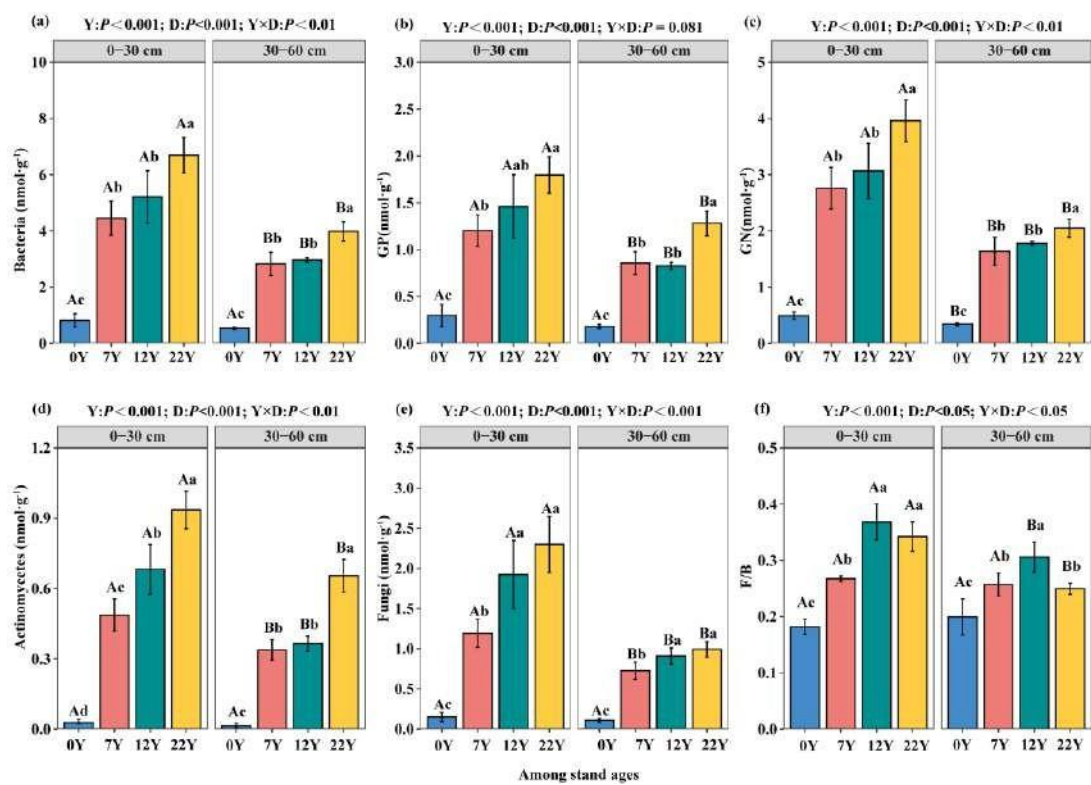 (a) Y:P < 0.001; D:P<0.001; Y×D:P < 0.01
0−30 cm 30−60 cm
Bacteria (nmol·g⁻¹)
10
8
6
4
2
0
Ac Ab Ab Aa
Ac Bb Bb Ba
0Y 7Y 12Y 22Y 0Y 7Y 12Y 22Y
(b) Y:P < 0.001; D:P<0.001; Y×D:P = 0.081
0−30 cm 30−60 cm
GP(nmol·g⁻¹)
3.0
2.5
2.0
1.5
1.0
0.5
0.0
Ac Ab Aab Aa
Ac Bb Bb Ba
0Y 7Y 12Y 22Y 0Y 7Y 12Y 22Y
(c) Y:P < 0.001; D:P<0.001; Y×D:P < 0.01
0−30 cm 30−60 cm
GN(nmol·g⁻¹)
5
4
3
2
1
0
Ac Ab Ab Aa
Bc Bb Bb Ba
0Y 7Y 12Y 22Y 0Y 7Y 12Y 22Y
(d) Y:P < 0.001; D:P<0.001; Y×D:P < 0.01
0−30 cm 30−60 cm
Actinomycetes (nmol·g⁻¹)
1.2
0.9
0.6
0.3
0.0
Ad Ac Ab Aa
Ac Bb Bb Ba
0Y 7Y 12Y 22Y 0Y 7Y 12Y 22Y
(e) Y:P < 0.001; D:P<0.001; Y×D:P < 0.001
0−30 cm 30−60 cm
Fungi (nmol·g⁻¹)
3.5
3.0
2.5
2.0
1.5
1.0
0.5
0.0
Ac Ab Aa Aa
Ac Bb Ba Ba
0Y 7Y 12Y 22Y 0Y 7Y 12Y 22Y
(f) Y:P < 0.001; D:P<0.05; Y×D:P < 0.05
0−30 cm 30−60 cm
F/B
0.5
0.4
0.3
0.2
0.1
0.0
Ac Ab Aa Aa
Ac Ab Ba Bb
0Y 7Y 12Y 22Y 0Y 7Y 12Y 22Y
Among stand ages